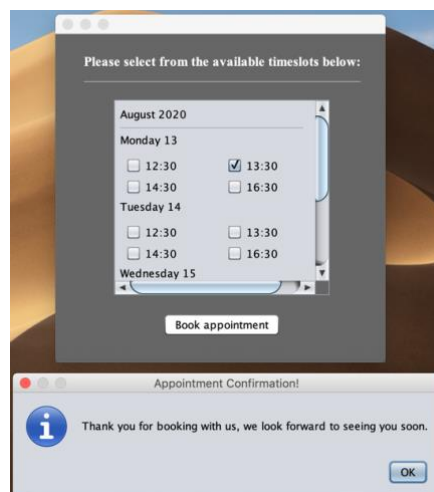 Please select from the available timeslots below:
August 2020
Monday 13
12:30 13:30
14:30 16:30
Tuesday 14
12:30 13:30
14:30 16:30
Wednesday 15
Book appointment
Appointment Confirmation!
Thank you for booking with us, we look forward to seeing you soon.
OK